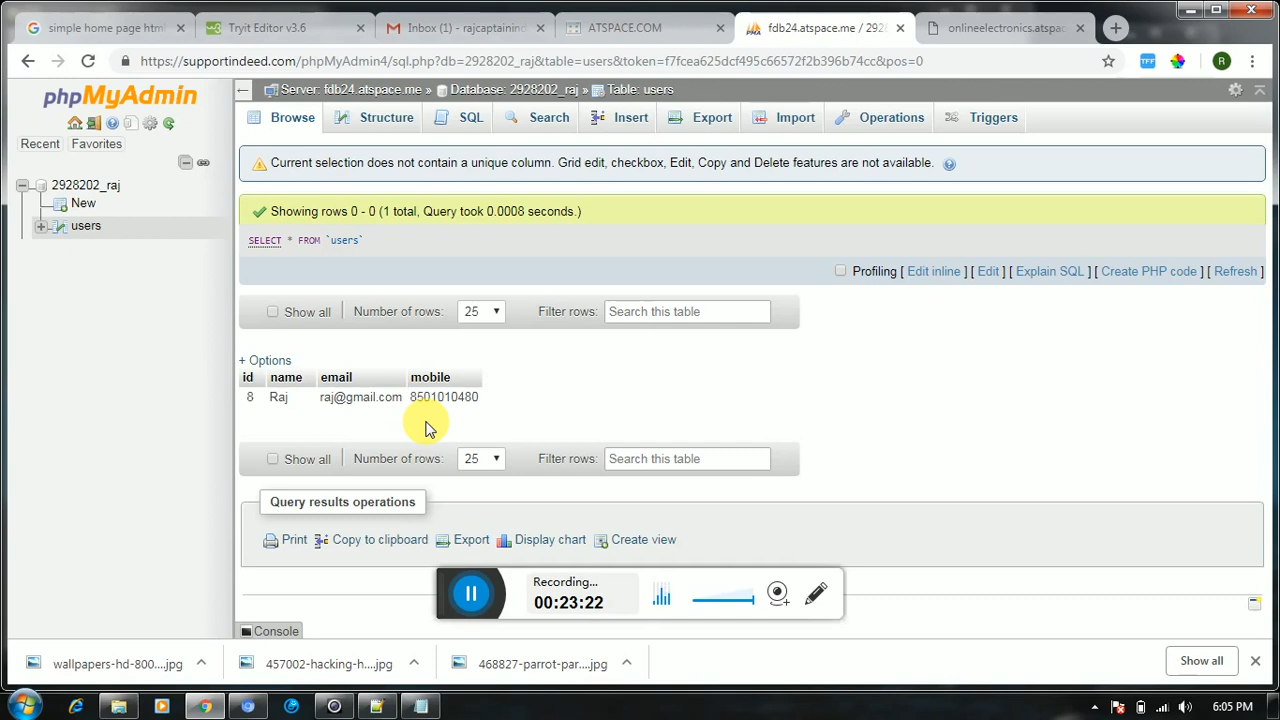 simple home page html
Tryit Editor v3.6
Inbox (1) - rajcaptainind
ATSPACE.COM
fdb24.atspace.me / 292
onlineelectronics.atspac
https://supportindeed.com/phpMyAdmin4/sql.php?db=2928202_raj&table=users&token=f7fcea625dcf495c66572f2b396b74cc&pos=0
TFF
R
phpMyAdmin
Recent Favorites
2928202_raj
New
users
Server: fdb24.atspace.me » Database: 2928202_raj » Table: users
Browse Structure SQL Search Insert Export Import Operations Triggers
Current selection does not contain a unique column. Grid edit, checkbox, Edit, Copy and Delete features are not available.
Showing rows 0 - 0 (1 total, Query took 0.0008 seconds.)
SELECT * FROM `users`
Profiling [ Edit inline ] [ Edit ] [ Explain SQL ] [ Create PHP code ] [ Refresh ]
Show all Number of rows: 25 Filter rows: Search this table
+ Options
id name email mobile
8 Raj raj@gmail.com 8501010480
Show all Number of rows: 25 Filter rows: Search this table
Query results operations
Print Copy to clipboard Export Display chart Create view
Recording...
00:23:22
Console
wallpapers-hd-800....jpg
457002-hacking-h....jpg
468827-parrot-par....jpg
Show all
6:05 PM